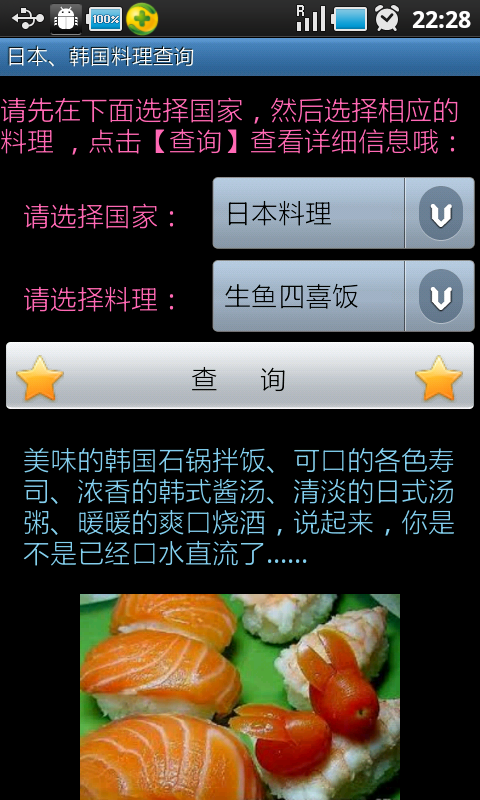 100%
R
22:28
日本、韩国料理查询
请先在下面选择国家，然后选择相应的
料理 ，点击【查询】查看详细信息哦：
请选择国家：
日本料理
请选择料理：
生鱼四喜饭
查 询
美味的韩国石锅拌饭、可口的各色寿
司、浓香的韩式酱汤、清淡的日式汤
粥、暖暖的爽口烧酒，说起来，你是
不是已经口水直流了......